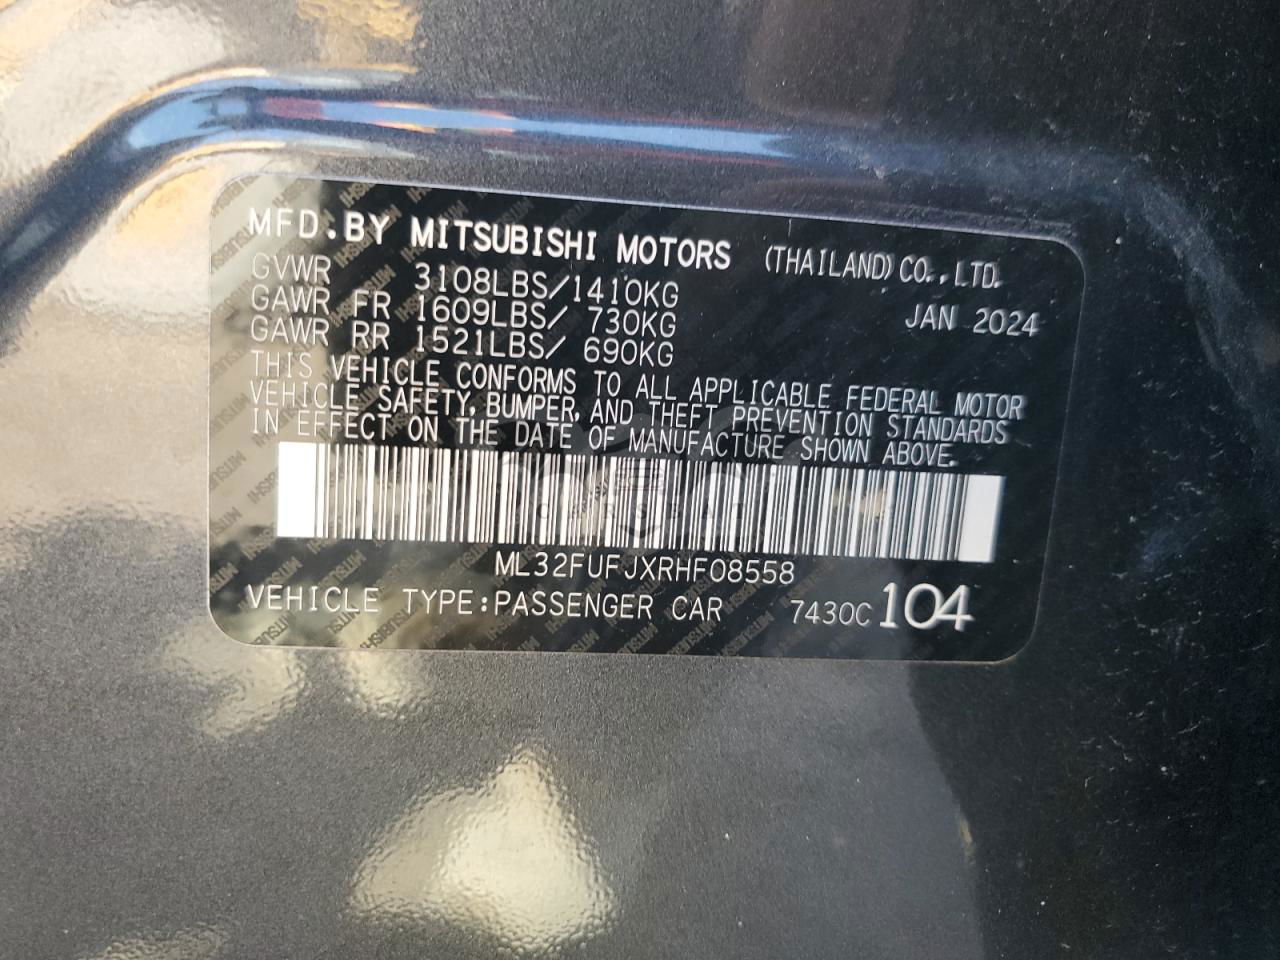 MFD.BY MITSUBISHI MOTORS (THAILAND) CO.,LTD.
GVWR 3108LBS/1410KG
GAWR FR 1609LBS/ 730KG JAN 2024
GAWR RR 1521LBS/ 690KG
THIS VEHICLE CONFORMS TO ALL APPLICABLE FEDERAL MOTOR
VEHICLE SAFETY, BUMPER, AND THEFT PREVENTION STANDARDS
IN EFFECT ON THE DATE OF MANUFACTURE SHOWN ABOVE.
ML32FUFJXRHF08558
VEHICLE TYPE:PASSENGER CAR 7430C 104